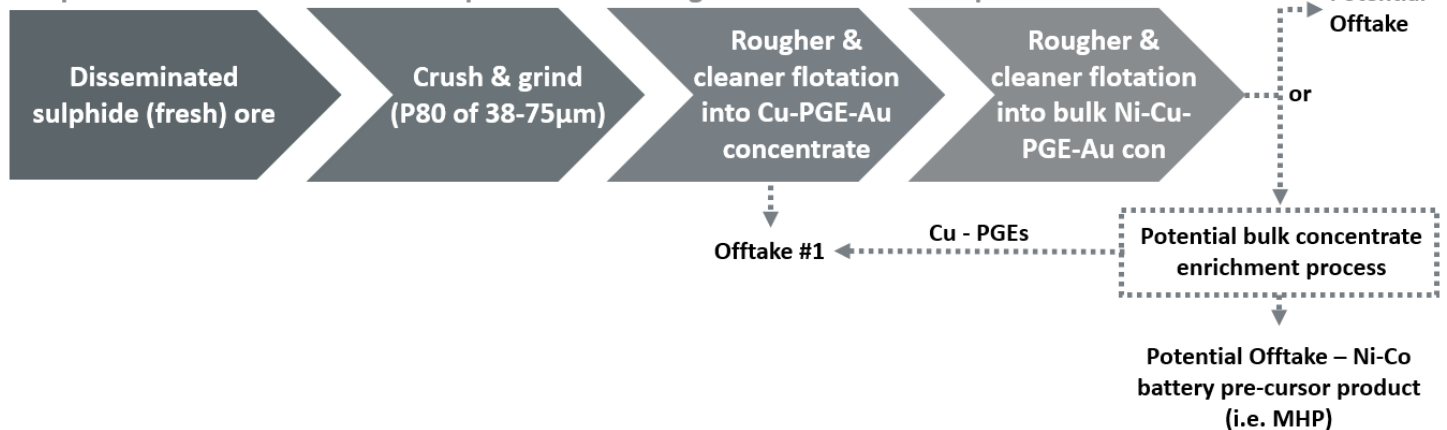 Disseminated
sulphide (fresh) ore
Crush & grind
(P80 of 38-75µm)
Rougher &
cleaner flotation
into Cu-PGE-Au
concentrate
Rougher &
cleaner flotation
into bulk Ni-Cu-
PGE-Au con
Offtake
or
Offtake #1
Cu - PGEs
Potential bulk concentrate
enrichment process
Potential Offtake – Ni-Co
battery pre-cursor product
(i.e. MHP)